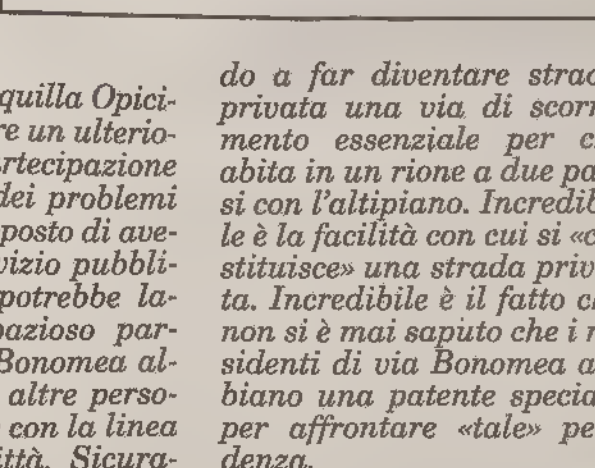 quilla Opici-
re un ulterio-
rtecipazione
dei problemi
posto di ave-
vizio pubbli-
potrebbe la-
pazioso par-
Bonomea al-
altre perso-
con la linea
ittà. Sicura-
do a far diventare strad
privata una via di scorr
mento essenziale per c
abita in un rione a due pa
si con l'altipiano. Incredib
le è la facilità con cui si «c
stituisce» una strada priv
ta. Incredibile è il fatto c
non si è mai saputo che i r
sidenti di via Bonomea a
biano una patente specia
per affrontare «tale» pe
denza.